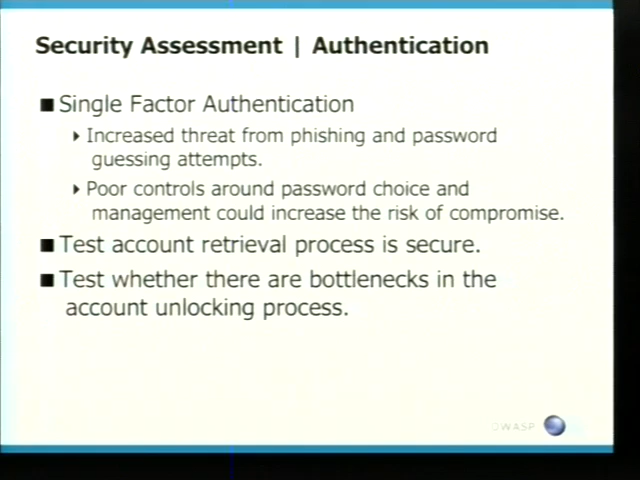 Security Assessment | Authentication
Single Factor Authentication
Increased threat from phishing and password
guessing attempts.
Poor controls around password choice and
management could increase the risk of compromise.
Test account retrieval process is secure.
Test whether there are bottlenecks in the
account unlocking process.
OWASP